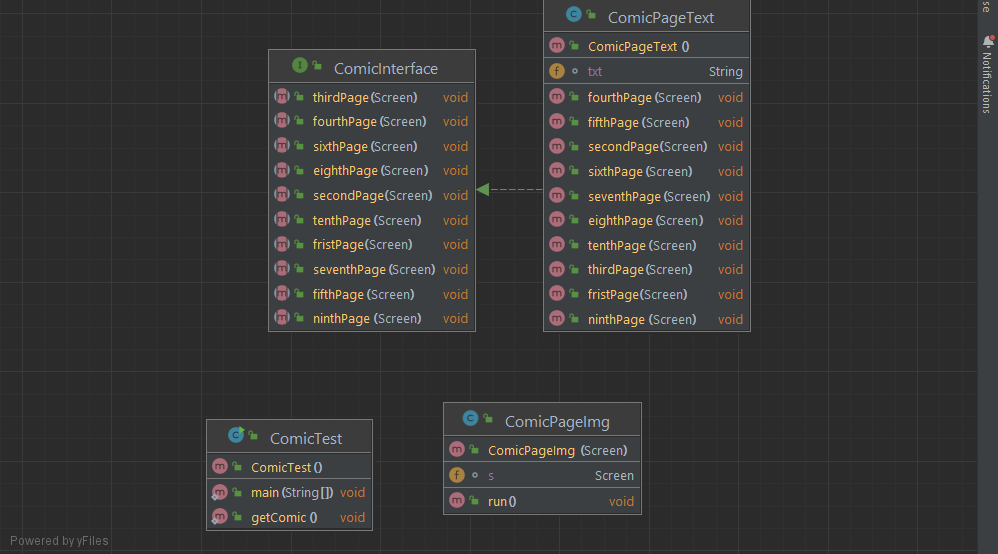 ComicPageText
ComicPageText ()
txt String
fourthPage (Screen) void
fifthPage (Screen) void
secondPage(Screen) void
sixthPage (Screen) void
seventhPage (Screen) void
eighthPage (Screen) void
tenthPage (Screen) void
thirdPage (Screen) void
fristPage(Screen) void
ninthPage (Screen) void
ComicInterface
thirdPage (Screen) void
fourthPage (Screen) void
sixthPage (Screen) void
eighthPage (Screen) void
secondPage(Screen) void
tenthPage (Screen) void
fristPage(Screen) void
seventhPage (Screen) void
fifthPage (Screen) void
ninthPage (Screen) void
ComicTest
ComicTest ()
main (String[]) void
getComic () void
ComicPageImg
ComicPageImg (Screen)
s Screen
run() void
se
Notifications
Powered by yFiles